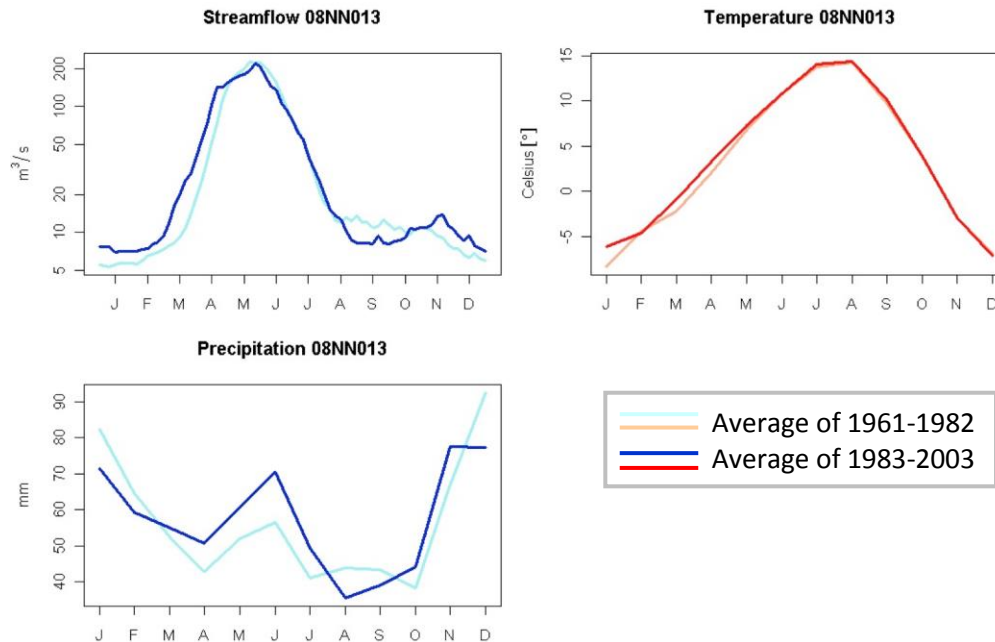 Streamflow 08NN013
m³/s
200
100
50
20
10
5
J F M A M J J A S O N D
Temperature 08NN013
Celsius [°]
15
10
5
0
-5
J F M A M J J A S O N D
Precipitation 08NN013
mm
90
80
70
60
50
40
J F M A M J J A S O N D
Average of 1961-1982
Average of 1983-2003